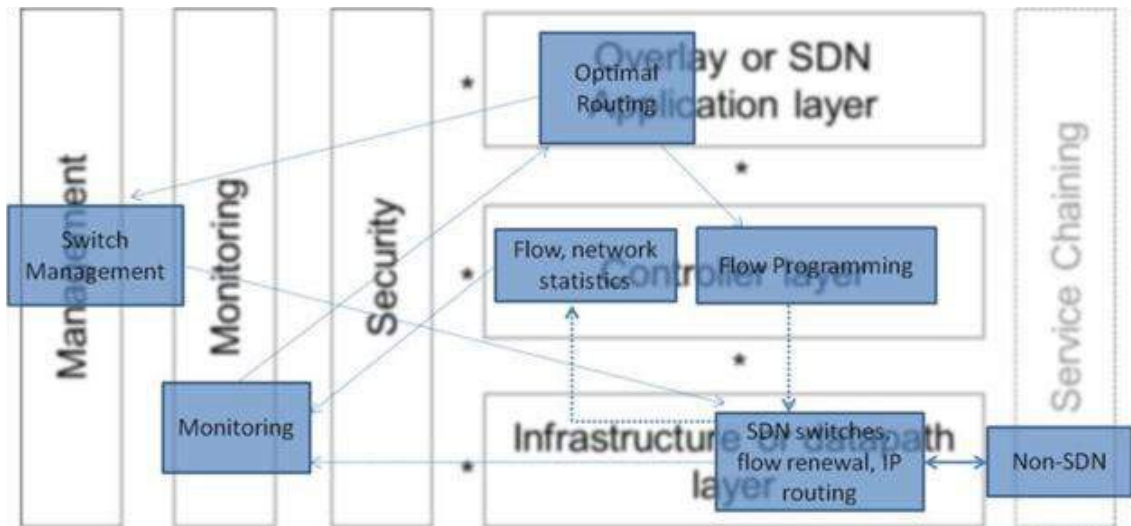 Management
Monitoring
Security
Overlay or SDN
Application layer
Optimal
Routing
*
*
Switch
Management
Flow, network
statistics
Flow Programming
Controller layer
*
*
Service Chaining
Monitoring
Infrastructure or datapath
layer
SDN switches,
flow renewal, IP
routing
Non-SDN
*